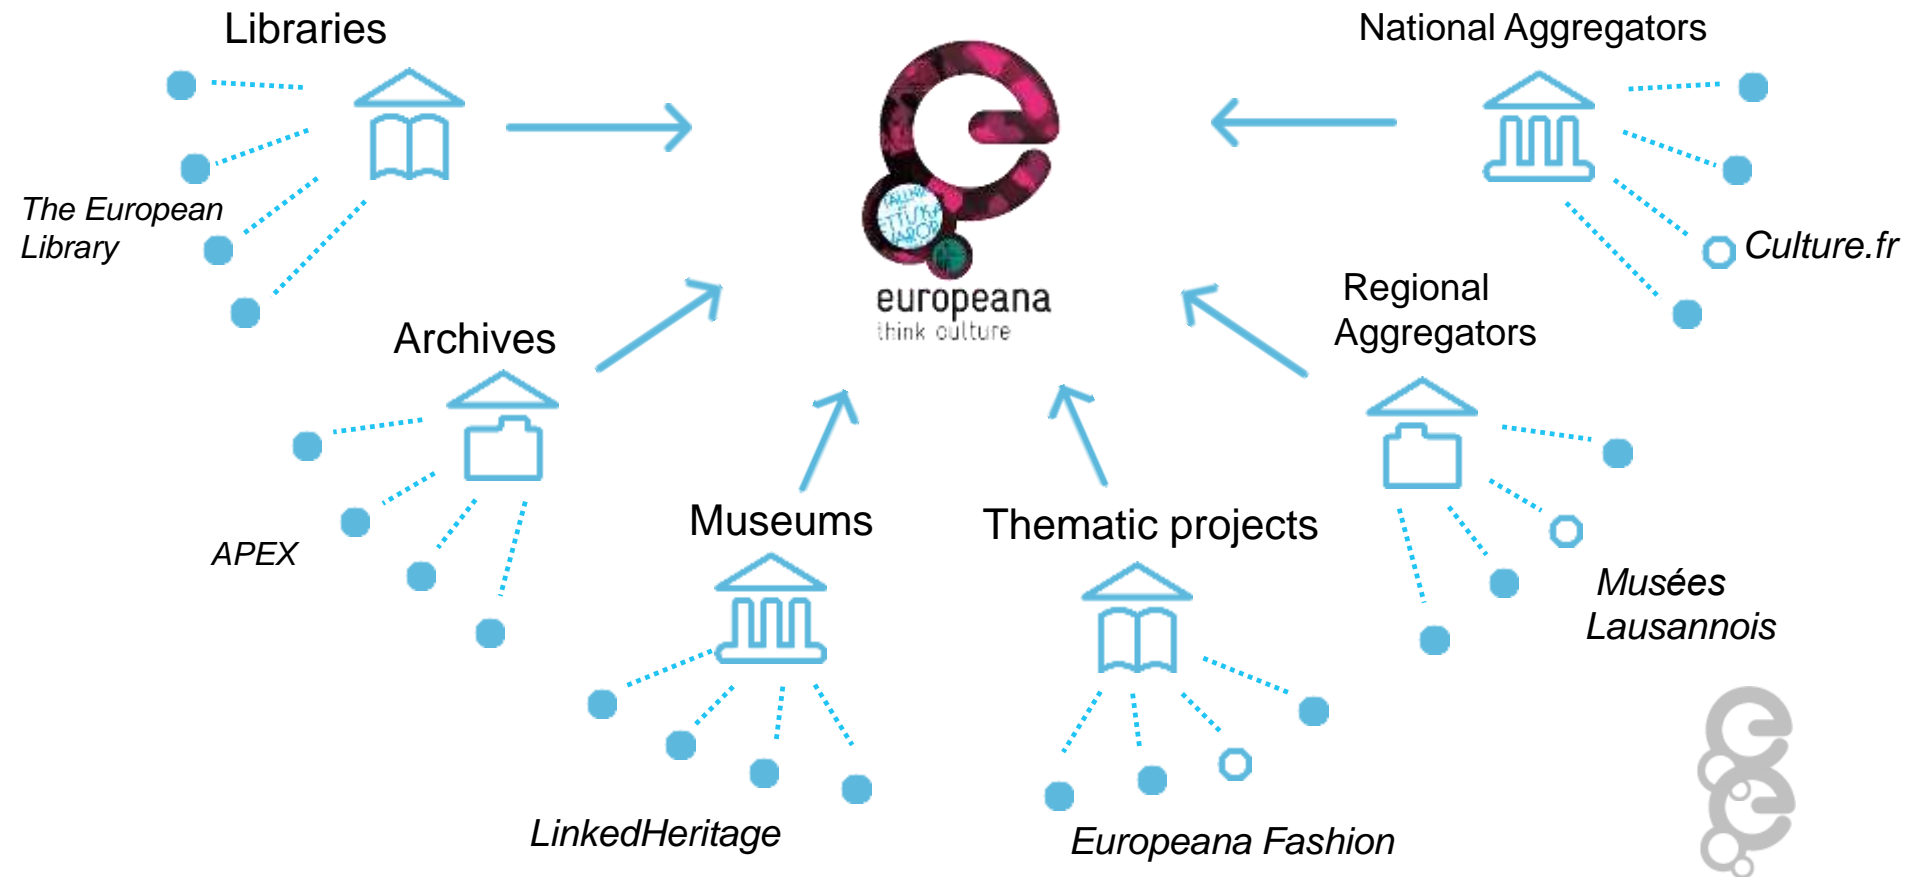 Libraries
National Aggregators
The European
Library
Culture.fr
europeana
think culture
Regional
Aggregators
Archives
APEX
Museums
Thematic projects
Musées
Lausannois
LinkedHeritage
Europeana Fashion